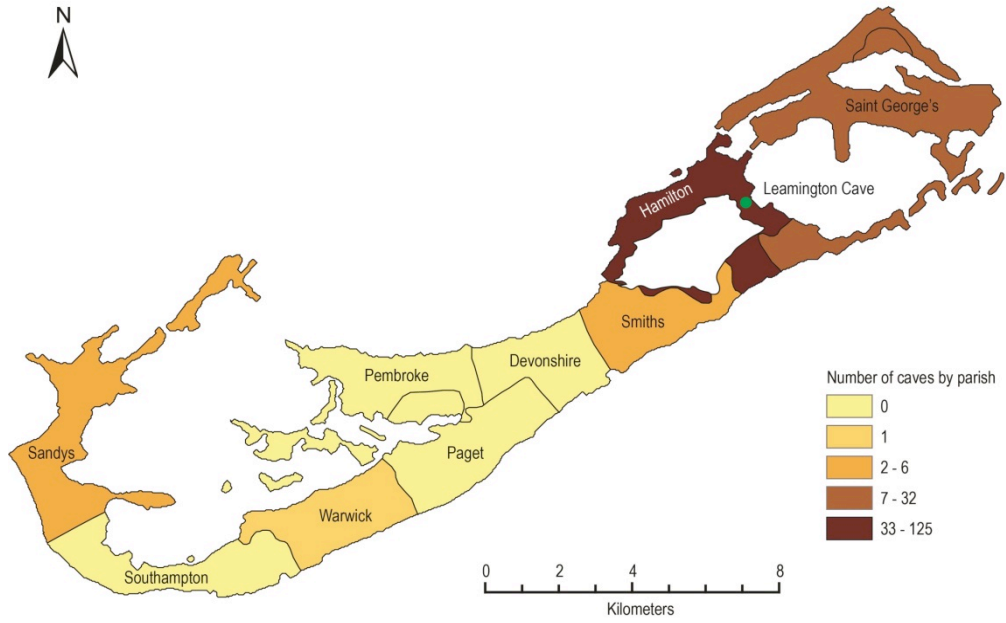 N
Saint George's
Leamington Cave
Hamilton
Smiths
Devonshire
Pembroke
Paget
Sandys
Warwick
Southampton
Number of caves by parish
0
1
2 - 6
7 - 32
33 - 125
0 2 4 6 8
Kilometers